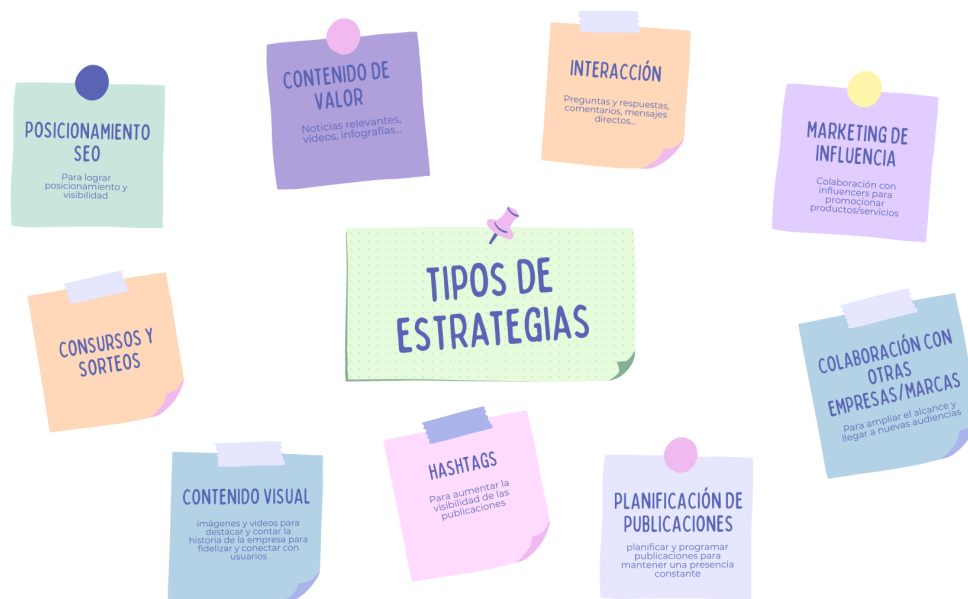 POSICIONAMIENTO
SEO
Para lograr
posicionamiento y
visibilidad
CONTENIDO DE
VALOR
Noticias relevantes,
vídeos, infografías...
INTERACCIÓN
Preguntas y respuestas,
comentarios, mensajes
directos...
MARKETING DE
INFLUENCIA
Colaboración con
influencers para
promocionar
productos/servicios
TIPOS DE
ESTRATEGIAS
CONSURSOS Y
SORTEOS
COLABORACIÓN CON
OTRAS
EMPRESAS/MARCAS
Para ampliar el alcance y
llegar a nuevas audiencias
CONTENIDO VISUAL
imágenes y videos para
destacar y contar la
historia de la empresa para
fidelizar y conectar con
usuarios
HASHTAGS
Para aumentar la
visibilidad de las
publicaciones
PLANIFICACIÓN DE
PUBLICACIONES
planificar y programar
publicaciones para
mantener una presencia
constante